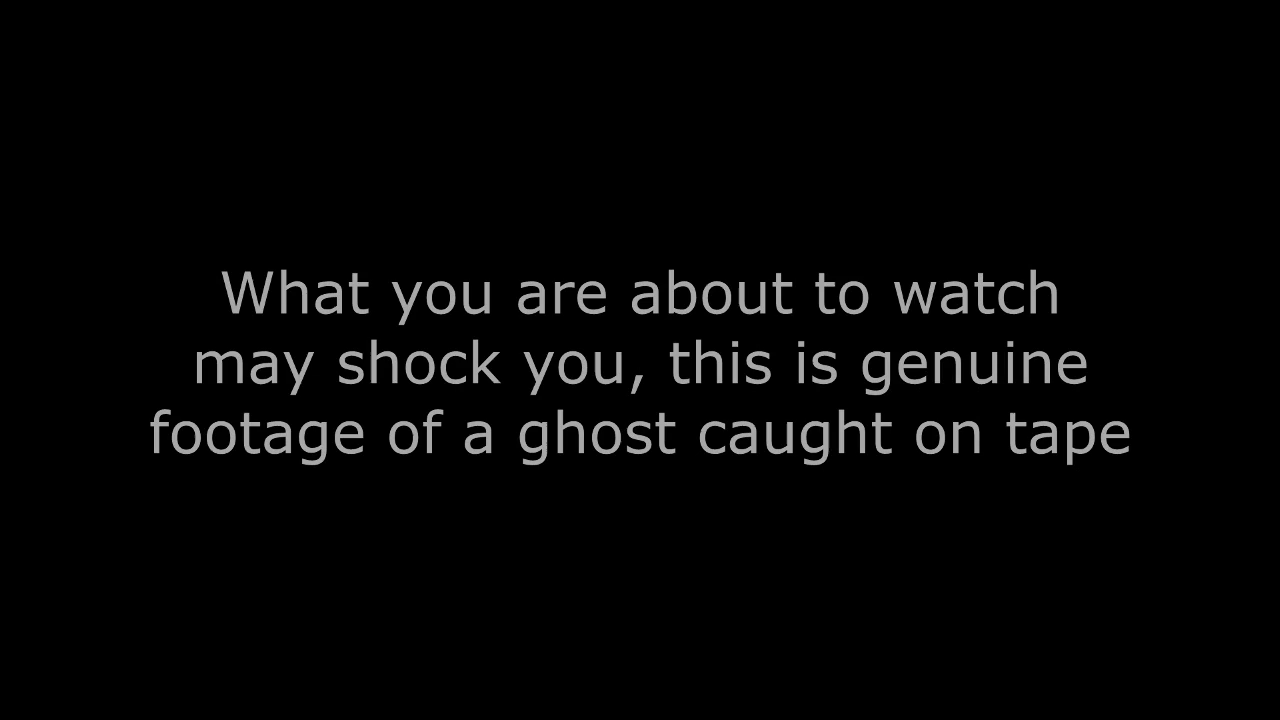 What you are about to watch
may shock you, this is genuine
footage of a ghost caught on tape